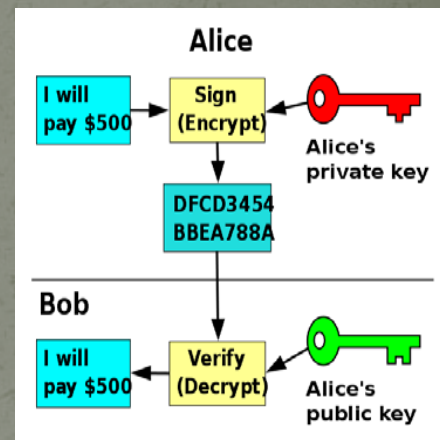 Alice
I will
pay $500
Sign
(Encrypt)
Alice's
private key
DFCD3454
BBEA788A
Bob
I will
pay $500
Verify
(Decrypt)
Alice's
public key